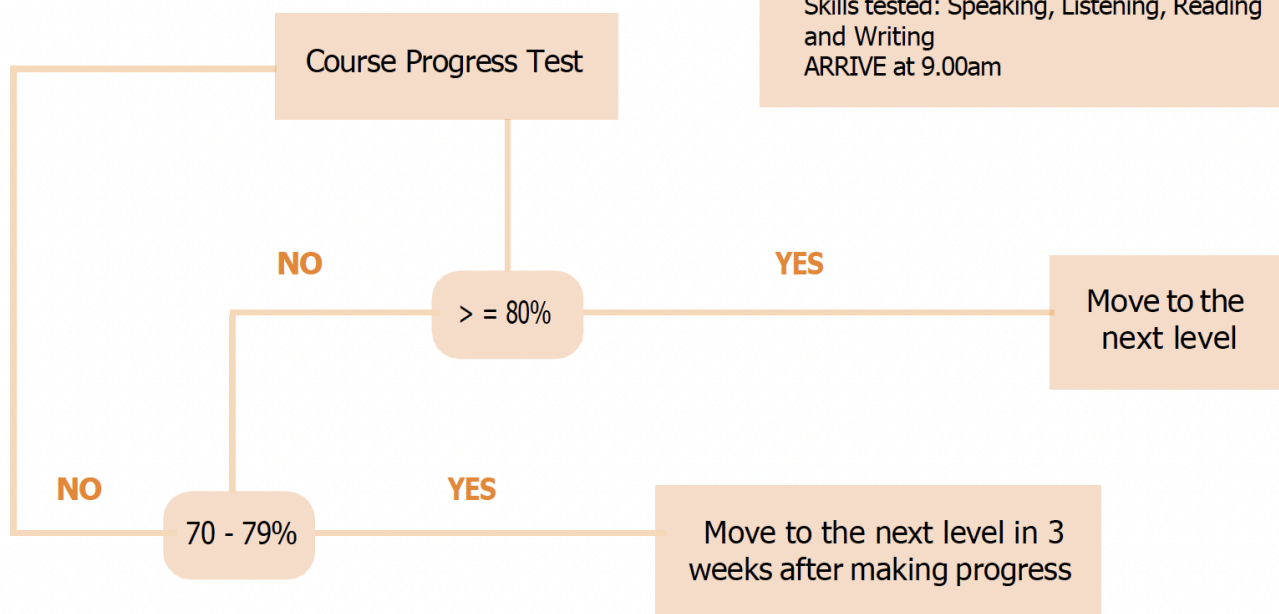 Skills tested: Speaking, Listening, Reading
and Writing
ARRIVE at 9.00am
Course Progress Test
NO
YES
> = 80%
Move to the
next level
NO
YES
70 - 79%
Move to the next level in 3
weeks after making progress